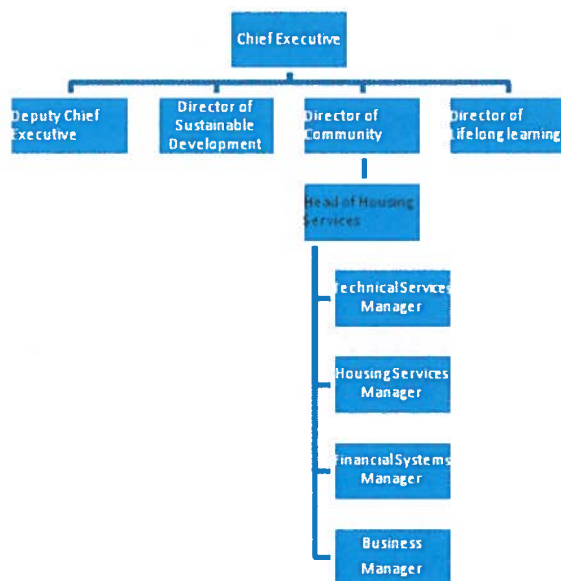 Chief Executive
Deputy Chief
Executive
Director of
Sustainable
Development
Director of
Community
Director of
Lifelong learning
Head of Housing
Services
Technical Services
Manager
Housing Services
Manager
Financial Systems
Manager
Business
Manager